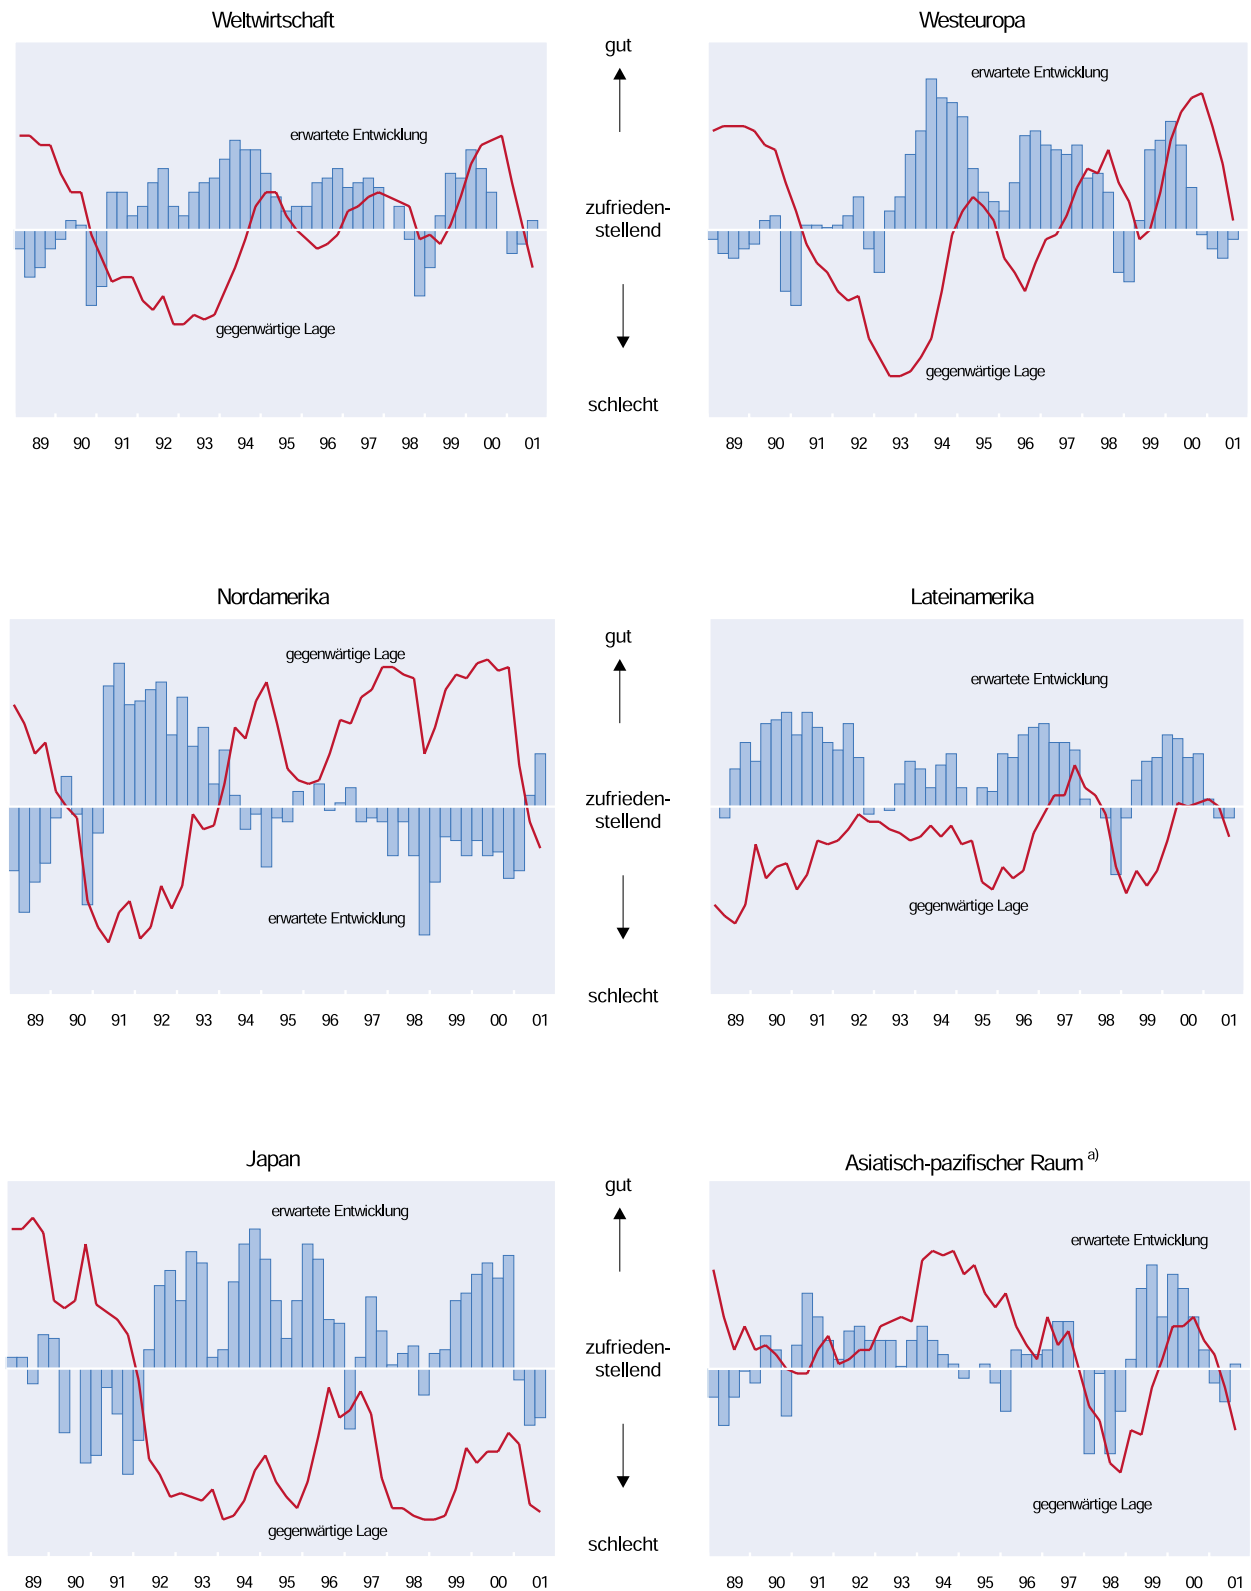 Weltwirtschaft
Westeuropa
gut
erwartete Entwicklung
erwartete Entwicklung
zufrieden-
stellend
gegenwärtige Lage
gegenwärtige Lage
schlecht
89 90 91 92 93 94 95 96 97 98 99 00 01
89 90 91 92 93 94 95 96 97 98 99 00 01
Nordamerika
Lateinamerika
gut
gegenwärtige Lage
erwartete Entwicklung
zufrieden-
stellend
erwartete Entwicklung
gegenwärtige Lage
schlecht
89 90 91 92 93 94 95 96 97 98 99 00 01
89 90 91 92 93 94 95 96 97 98 99 00 01
Japan
Asiatisch-pazifischer Raum a)
gut
erwartete Entwicklung
erwartete Entwicklung
zufrieden-
stellend
gegenwärtige Lage
gegenwärtige Lage
schlecht
89 90 91 92 93 94 95 96 97 98 99 00 01
89 90 91 92 93 94 95 96 97 98 99 00 01